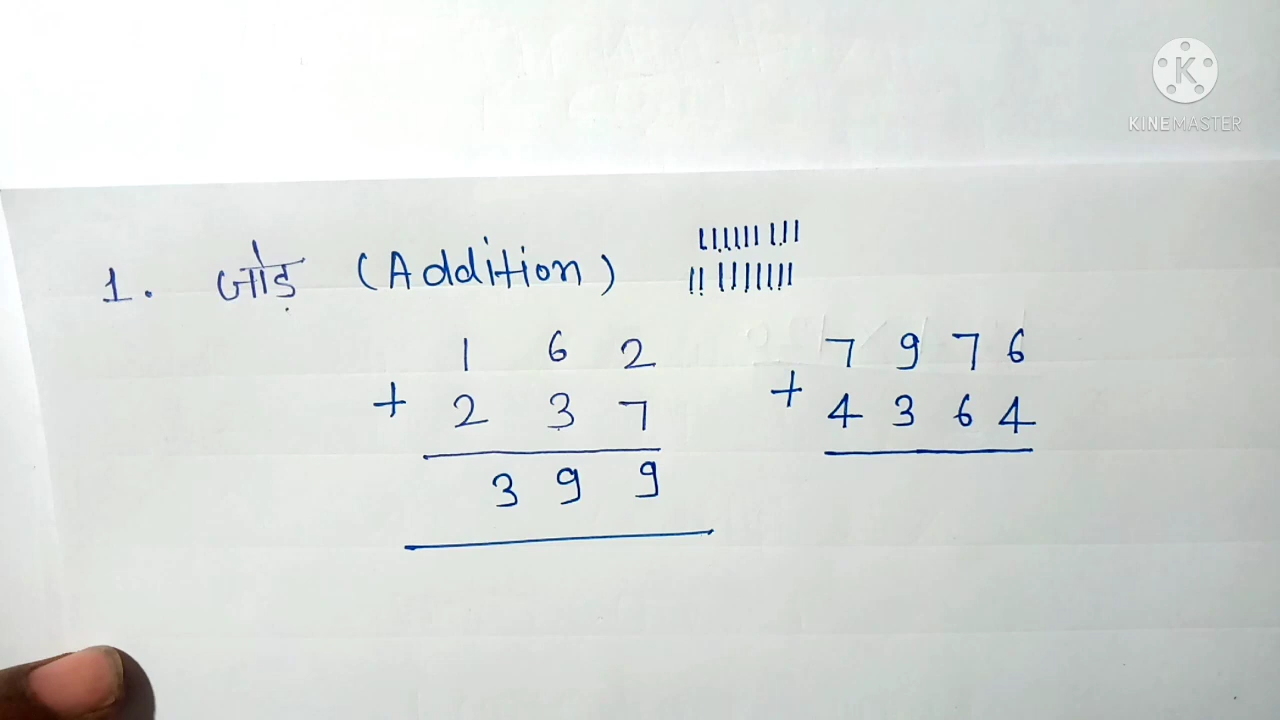 K
KINEMASTER
1. जोड़ (Addition)
1 6 2
+ 2 3 7
3 9 9
7 9 7 6
+ 4 3 6 4